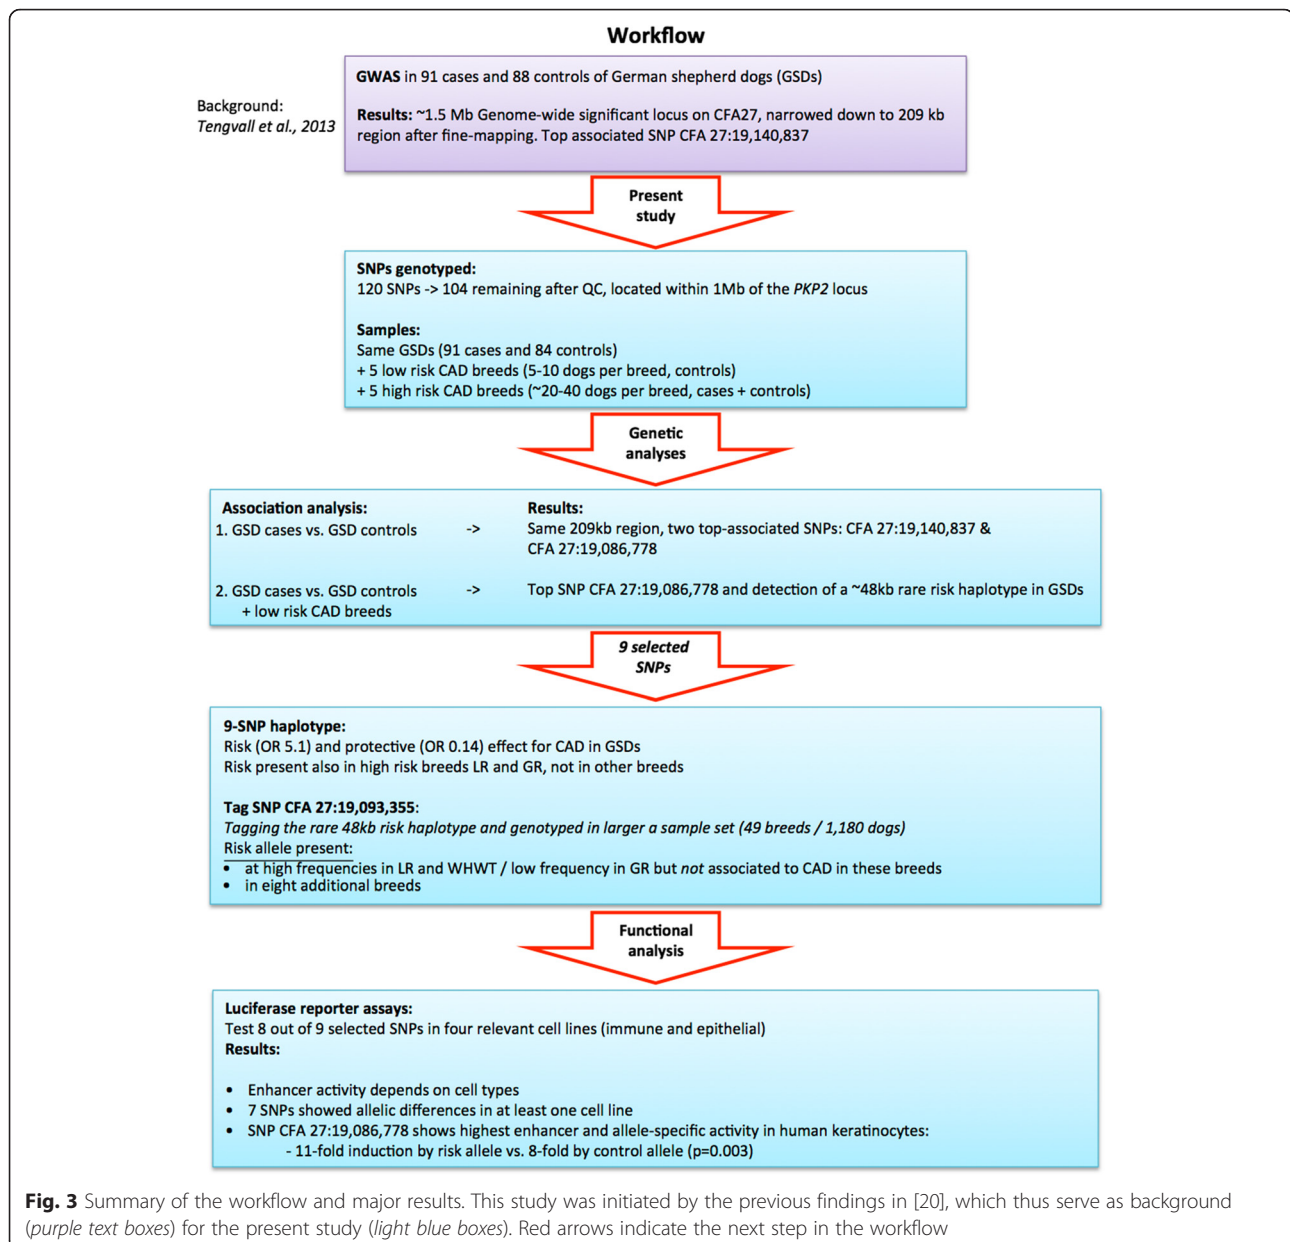 Workflow
GWAS in 91 cases and 88 controls of German shepherd dogs (GSDs)
Background:
Tengvall et al., 2013
Results: ~1.5 Mb Genome-wide significant locus on CFA27, narrowed down to 209 kb
region after fine-mapping. Top associated SNP CFA 27:19,140,837
Present
study
SNPs genotyped:
120 SNPs -> 104 remaining after QC, located within 1Mb of the PKP2 locus
Samples:
Same GSDs (91 cases and 84 controls)
+ 5 low risk CAD breeds (5-10 dogs per breed, controls)
+ 5 high risk CAD breeds (~20-40 dogs per breed, cases + controls)
Genetic
analyses
Association analysis:
1. GSD cases vs. GSD controls ->
Results:
Same 209kb region, two top-associated SNPs: CFA 27:19,140,837 &
CFA 27:19,086,778
2. GSD cases vs. GSD controls -> Top SNP CFA 27:19,086,778 and detection of a ~48kb rare risk haplotype in GSDs
+ low risk CAD breeds
9 selected
SNPs
9-SNP haplotype:
Risk (OR 5.1) and protective (OR 0.14) effect for CAD in GSDs
Risk present also in high risk breeds LR and GR, not in other breeds
Tag SNP CFA 27:19,093,355:
Tagging the rare 48kb risk haplotype and genotyped in larger a sample set (49 breeds / 1,180 dogs)
Risk allele present:
• at high frequencies in LR and WHWT / low frequency in GR but not associated to CAD in these breeds
• in eight additional breeds
Functional
analysis
Luciferase reporter assays:
Test 8 out of 9 selected SNPs in four relevant cell lines (immune and epithelial)
Results:
• Enhancer activity depends on cell types
• 7 SNPs showed allelic differences in at least one cell line
• SNP CFA 27:19,086,778 shows highest enhancer and allele-specific activity in human keratinocytes:
- 11-fold induction by risk allele vs. 8-fold by control allele (p=0.003)
Fig. 3 Summary of the workflow and major results. This study was initiated by the previous findings in [20], which thus serve as background
(purple text boxes) for the present study (light blue boxes). Red arrows indicate the next step in the workflow